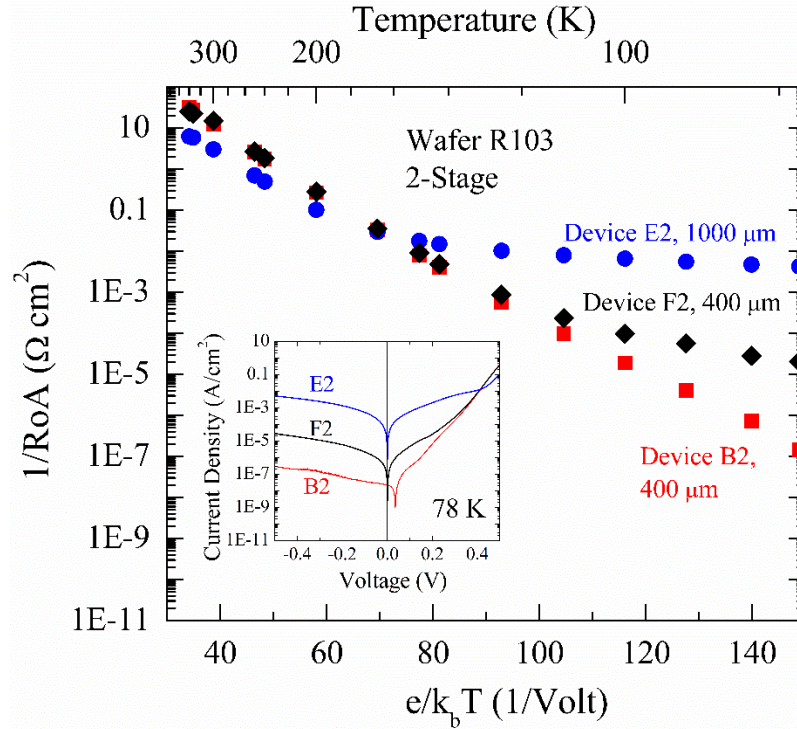 Temperature (K)
300 200 100
10
0.1
1E-3
1E-5
1E-7
1E-9
1E-11
1/RoA (Ω cm²)
Wafer R103
2-Stage
Device E2, 1000 μm
Device F2, 400 μm
Device B2,
400 μm
10
0.1
1E-3
1E-5
1E-7
1E-9
1E-11
Current Density (A/cm²)
E2
F2
B2
78 K
-0.4 -0.2 0.0 0.2 0.4
Voltage (V)
40 60 80 100 120 140
e/k_bT (1/Volt)